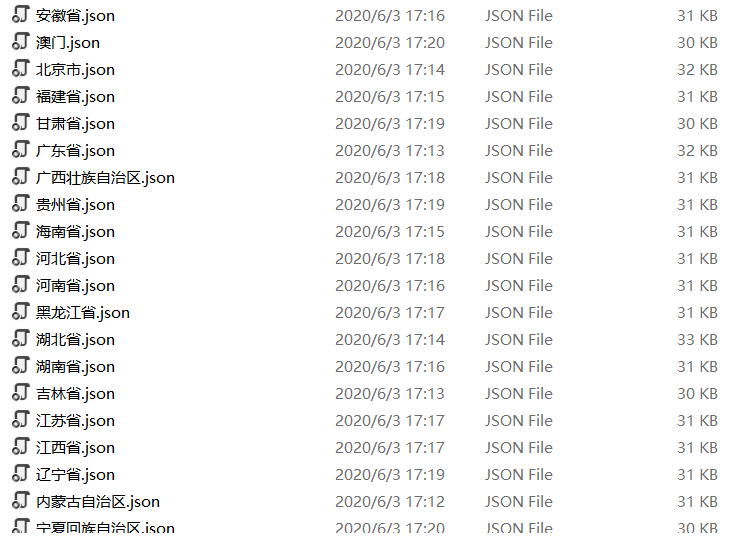 安徽省.json 2020/6/3 17:16 JSON File 31 KB
澳门.json 2020/6/3 17:20 JSON File 30 KB
北京市.json 2020/6/3 17:14 JSON File 32 KB
福建省.json 2020/6/3 17:15 JSON File 31 KB
甘肃省.json 2020/6/3 17:19 JSON File 30 KB
广东省.json 2020/6/3 17:13 JSON File 32 KB
广西壮族自治区.json 2020/6/3 17:18 JSON File 31 KB
贵州省.json 2020/6/3 17:19 JSON File 31 KB
海南省.json 2020/6/3 17:15 JSON File 31 KB
河北省.json 2020/6/3 17:18 JSON File 31 KB
河南省.json 2020/6/3 17:16 JSON File 31 KB
黑龙江省.json 2020/6/3 17:17 JSON File 31 KB
湖北省.json 2020/6/3 17:14 JSON File 33 KB
湖南省.json 2020/6/3 17:16 JSON File 31 KB
吉林省.json 2020/6/3 17:13 JSON File 30 KB
江苏省.json 2020/6/3 17:17 JSON File 31 KB
江西省.json 2020/6/3 17:17 JSON File 31 KB
辽宁省.json 2020/6/3 17:19 JSON File 31 KB
内蒙古自治区.json 2020/6/3 17:12 JSON File 31 KB
宁夏回族自治区.json 2020/6/3 17:20 JSON File 30 KB